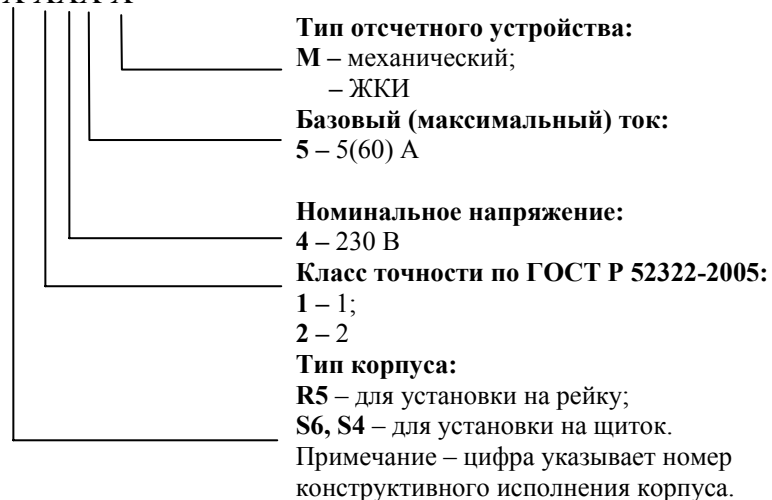 Тип отсчетного устройства:
М – механический;
– ЖКИ
Базовый (максимальный) ток:
5 – 5(60) А
Номинальное напряжение:
4 – 230 В
Класс точности по ГОСТ Р 52322-2005:
1 – 1;
2 – 2
Тип корпуса:
R5 – для установки на рейку;
S6, S4 – для установки на щиток.
Примечание – цифра указывает номер
конструктивного исполнения корпуса.